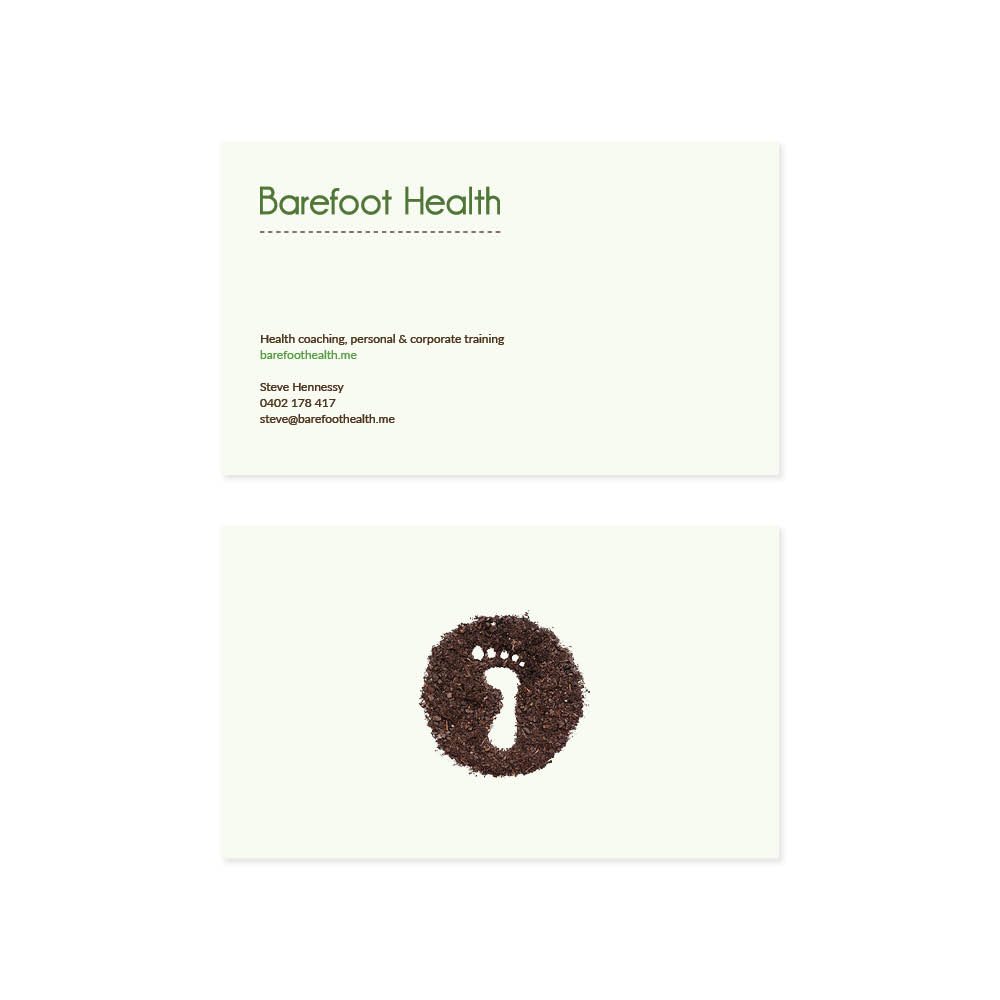 Barefoot Health
Health coaching, personal & corporate training
barefoothealth.me
Steve Hennessy
0402 178 417
steve@barefoothealth.me